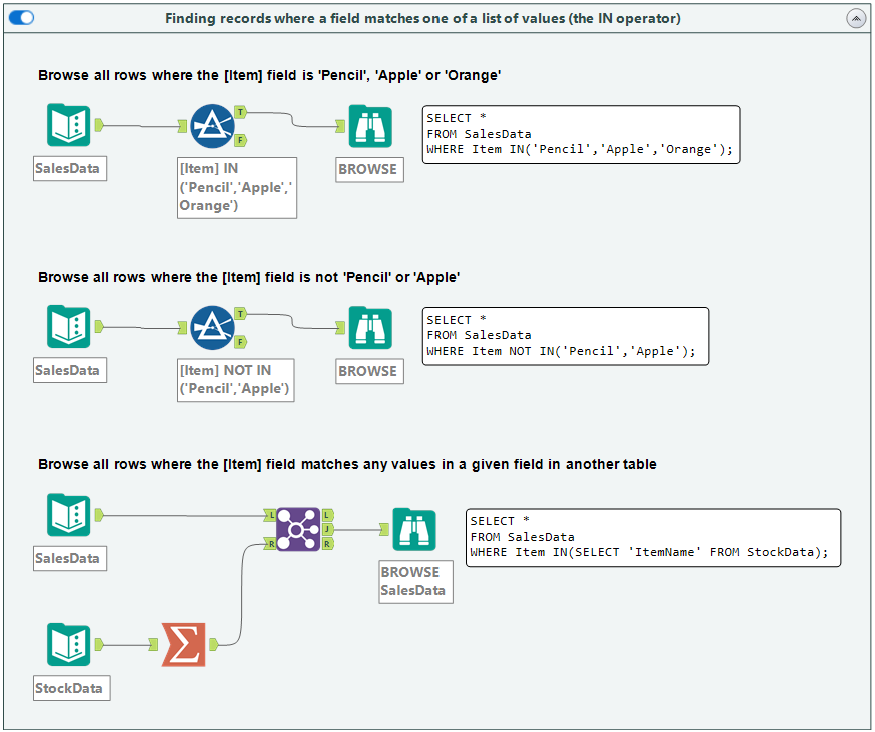 Finding records where a field matches one of a list of values (the IN operator)
Browse all rows where the [Item] field is 'Pencil', 'Apple' or 'Orange'
T
F
SalesData
[Item] IN
('Pencil','Apple','
Orange')
BROWSE
SELECT *
FROM SalesData
WHERE Item IN('Pencil','Apple','Orange');
Browse all rows where the [Item] field is not 'Pencil' or 'Apple'
T
F
SalesData
[Item] NOT IN
('Pencil','Apple')
BROWSE
SELECT *
FROM SalesData
WHERE Item NOT IN('Pencil','Apple');
Browse all rows where the [Item] field matches any values in a given field in another table
L
R
L
J
R
SalesData
BROWSE
SalesData
SELECT *
FROM SalesData
WHERE Item IN(SELECT 'ItemName' FROM StockData);
Σ
StockData